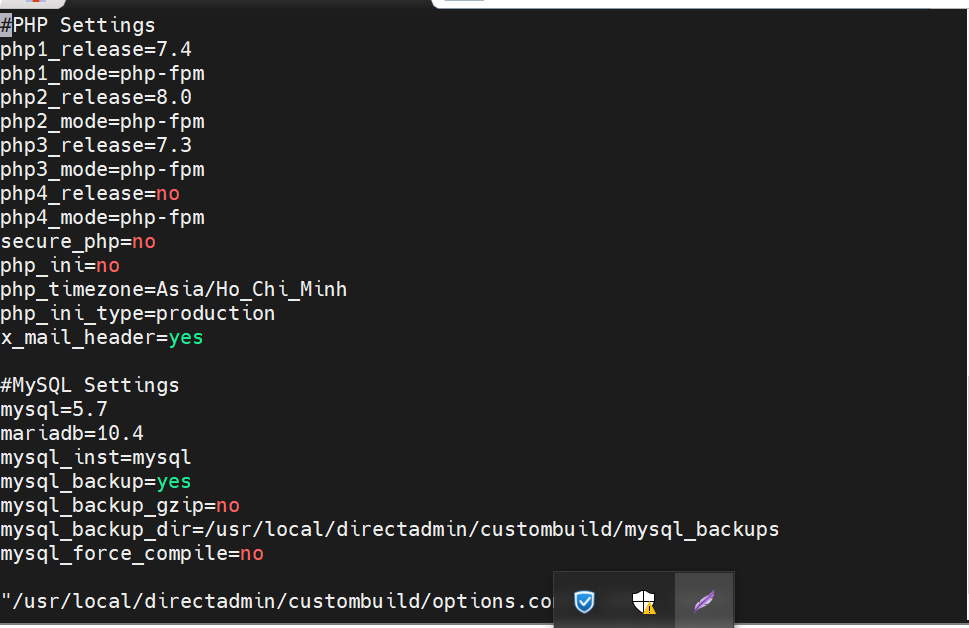 #PHP Settings
php1_release=7.4
php1_mode=php-fpm
php2_release=8.0
php2_mode=php-fpm
php3_release=7.3
php3_mode=php-fpm
php4_release=no
php4_mode=php-fpm
secure_php=no
php_ini=no
php_timezone=Asia/Ho_Chi_Minh
php_ini_type=production
x_mail_header=yes

#MySQL Settings
mysql=5.7
mariadb=10.4
mysql_inst=mysql
mysql_backup=yes
mysql_backup_gzip=no
mysql_backup_dir=/usr/local/directadmin/custombuild/mysql_backups
mysql_force_compile=no

"/usr/local/directadmin/custombuild/options.co